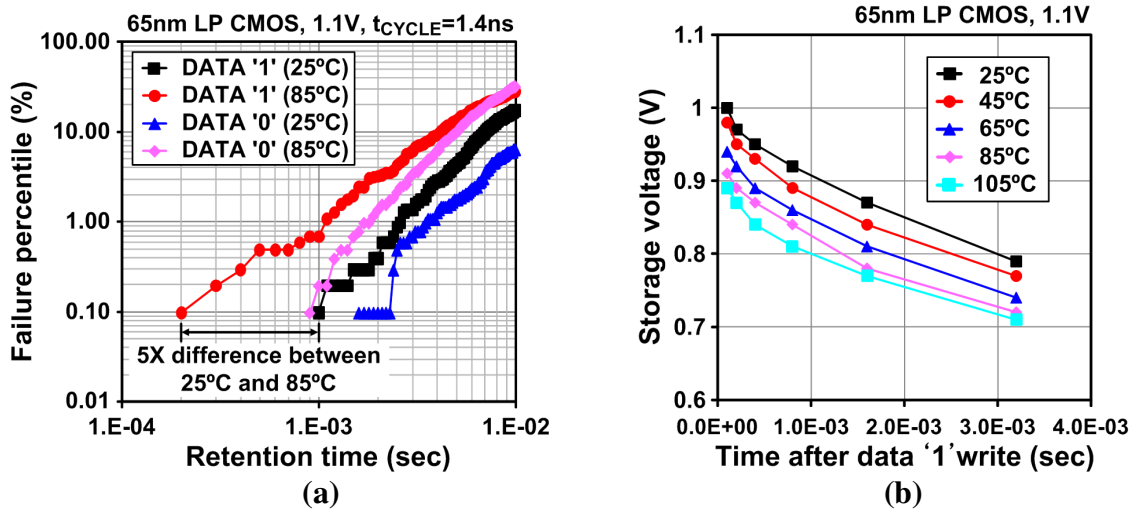 65nm LP CMOS, 1.1V, tCYCLE=1.4ns
100.00
10.00
1.00
0.10
0.01
Failure percentile (%)
DATA '1' (25ºC)
DATA '1' (85ºC)
DATA '0' (25ºC)
DATA '0' (85ºC)
5X difference between
25ºC and 85ºC
1.E-04
1.E-03
1.E-02
Retention time (sec)
(a)
65nm LP CMOS, 1.1V
1.1
1
0.9
0.8
0.7
0.6
Storage voltage (V)
25ºC
45ºC
65ºC
85ºC
105ºC
0.0E+00
1.0E-03
2.0E-03
3.0E-03
4.0E-03
Time after data ‘1’ write (sec)
(b)